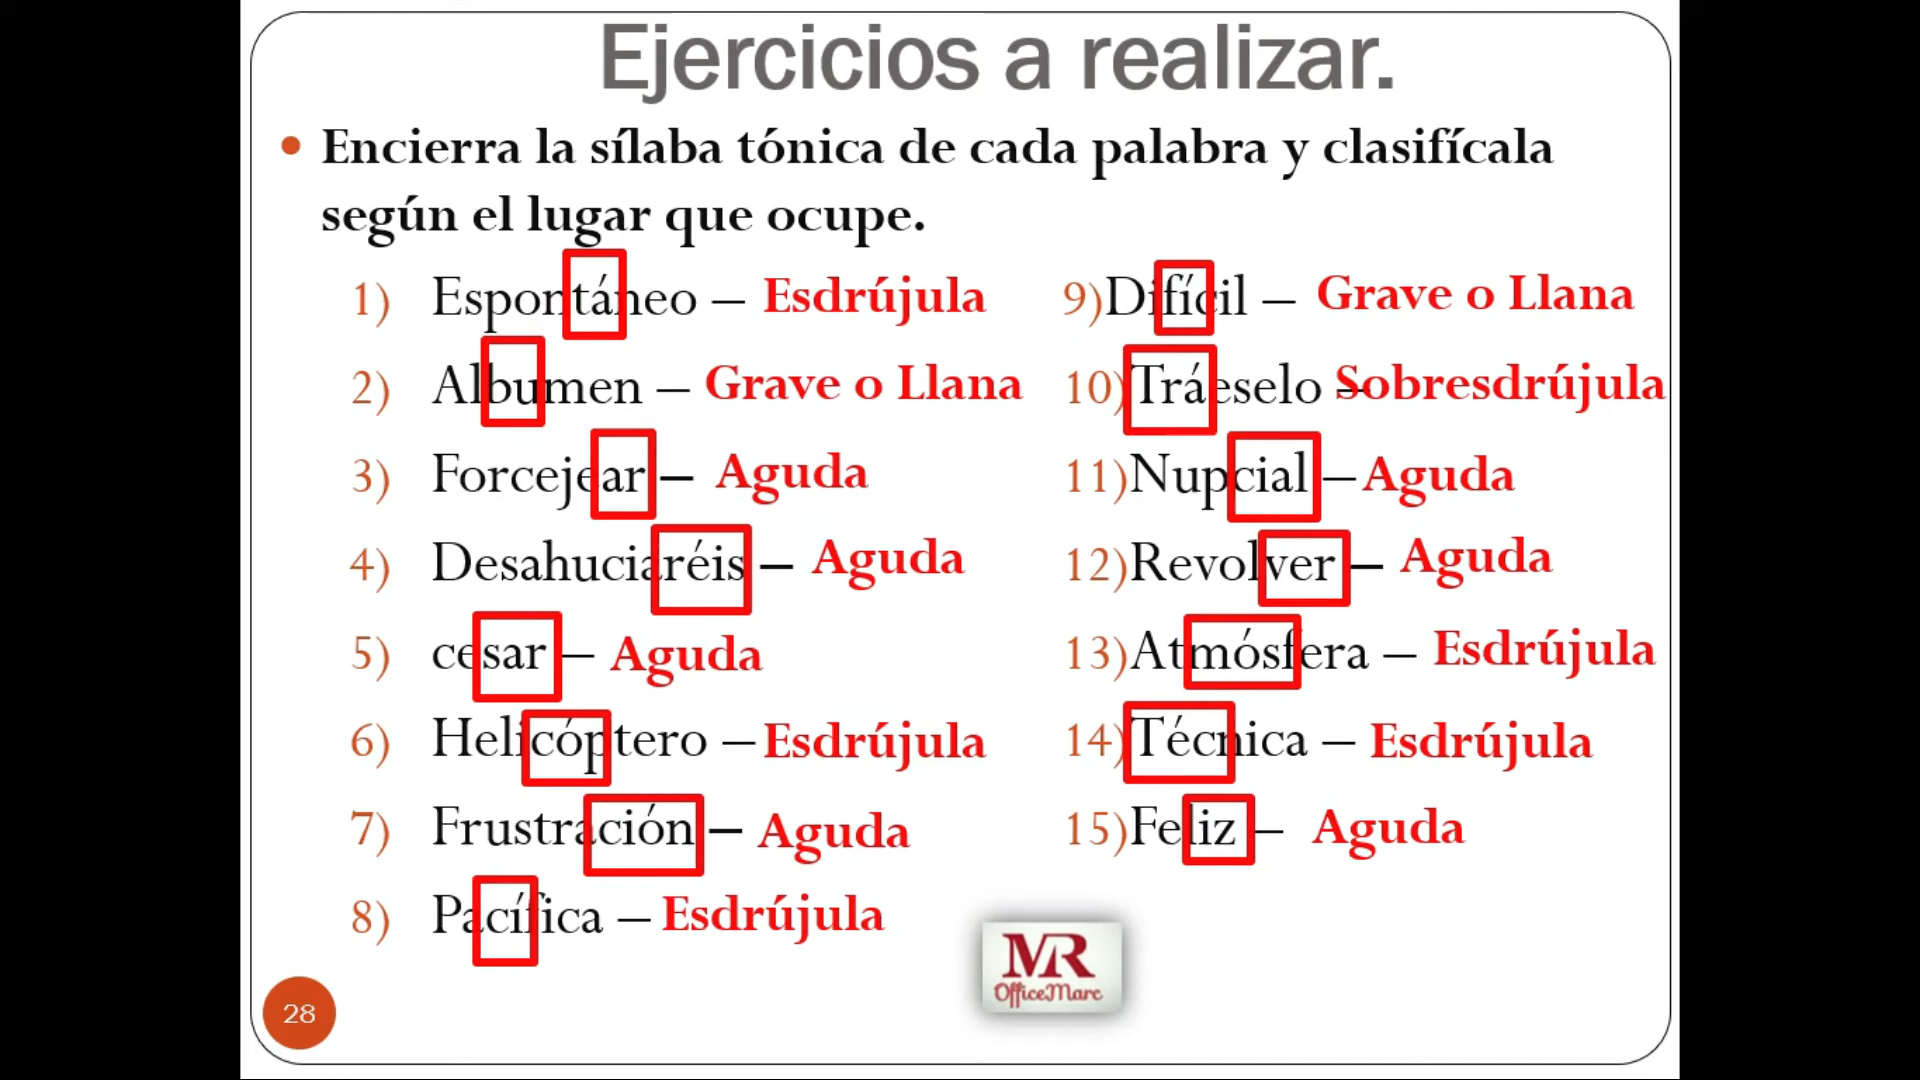 Ejercicios a realizar.
• Encierra la sílaba tónica de cada palabra y clasifícala
según el lugar que ocupe.
1) Espontáneo – Esdrújula
2) Albumen – Grave o Llana
3) Forcejear – Aguda
4) Desahuciaréis – Aguda
5) cesar – Aguda
6) Helicóptero – Esdrújula
7) Frustración – Aguda
8) Pacífica – Esdrújula
9) Difícil – Grave o Llana
10) Tráeselo – Sobresdrújula
11) Nupcial – Aguda
12) Revolver – Aguda
13) Atmósfera – Esdrújula
14) Técnica – Esdrújula
15) Feliz – Aguda
MR
OfficeMarc
28